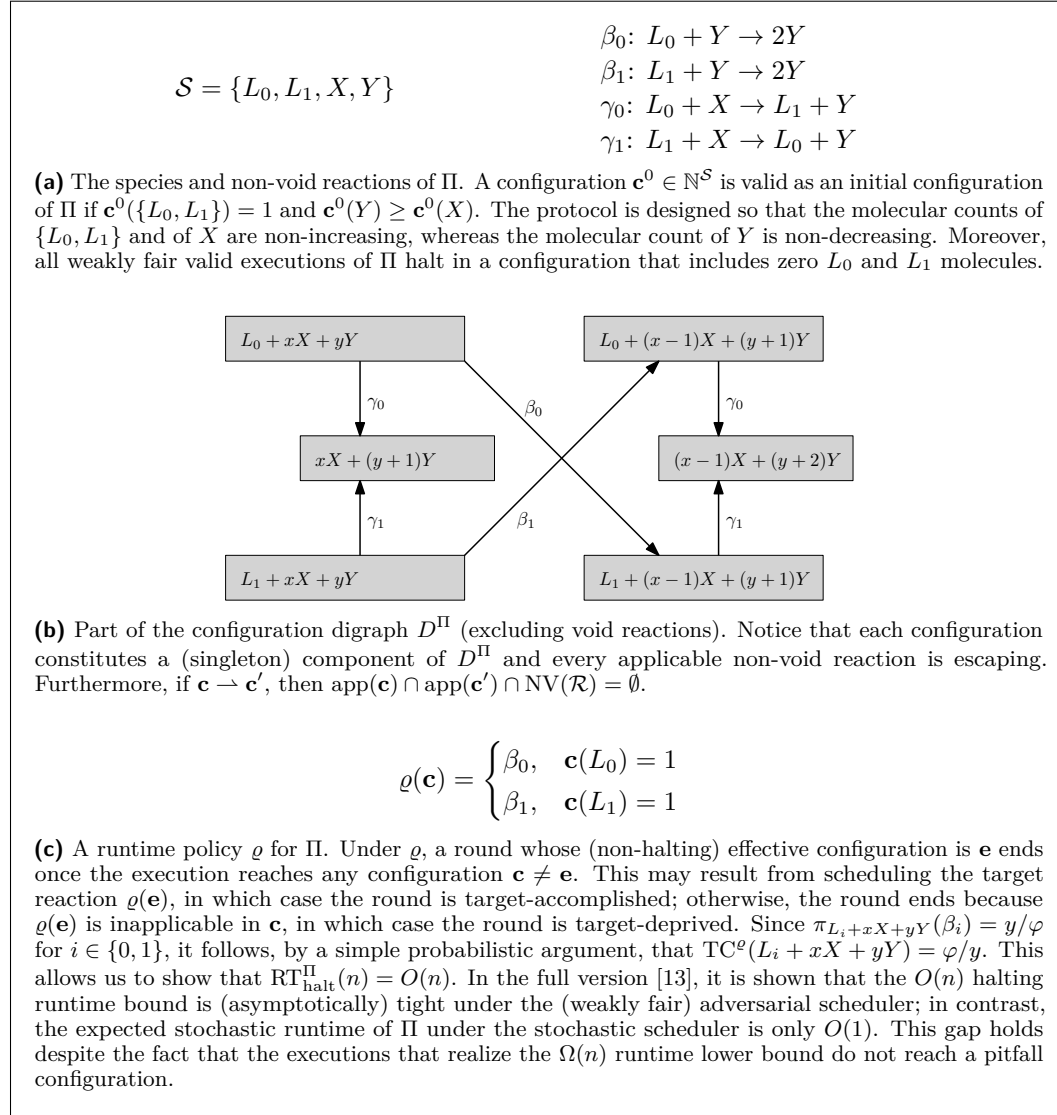 𝒮 = {L₀, L₁, X, Y}
β₀: L₀ + Y → 2Y
β₁: L₁ + Y → 2Y
γ₀: L₀ + X → L₁ + Y
γ₁: L₁ + X → L₀ + Y
(a) The species and non-void reactions of Π. A configuration c⁰ ∈ ℕ^𝒮 is valid as an initial configuration
of Π if c⁰({L₀, L₁}) = 1 and c⁰(Y) ≥ c⁰(X). The protocol is designed so that the molecular counts of
{L₀, L₁} and of X are non-increasing, whereas the molecular count of Y is non-decreasing. Moreover,
all weakly fair valid executions of Π halt in a configuration that includes zero L₀ and L₁ molecules.
L₀ + xX + yY
L₀ + (x − 1)X + (y + 1)Y
γ₀
β₀
γ₀
xX + (y + 1)Y
(x − 1)X + (y + 2)Y
γ₁
β₁
γ₁
L₁ + xX + yY
L₁ + (x − 1)X + (y + 1)Y
(b) Part of the configuration digraph D^Π (excluding void reactions). Notice that each configuration
constitutes a (singleton) component of D^Π and every applicable non-void reaction is escaping.
Furthermore, if c ⇀ c′, then app(c) ∩ app(c′) ∩ NV(ℛ) = ∅.
ϱ(c) = { β₀, c(L₀) = 1
β₁, c(L₁) = 1
(c) A runtime policy ϱ for Π. Under ϱ, a round whose (non-halting) effective configuration is e ends
once the execution reaches any configuration c ≠ e. This may result from scheduling the target
reaction ϱ(e), in which case the round is target-accomplished; otherwise, the round ends because
ϱ(e) is inapplicable in c, in which case the round is target-deprived. Since π_{Lᵢ+xX+yY}(βᵢ) = y/φ
for i ∈ {0, 1}, it follows, by a simple probabilistic argument, that TC^ϱ(Lᵢ + xX + yY) = φ/y. This
allows us to show that RT^Π_halt(n) = O(n). In the full version [13], it is shown that the O(n) halting
runtime bound is (asymptotically) tight under the (weakly fair) adversarial scheduler; in contrast,
the expected stochastic runtime of Π under the stochastic scheduler is only O(1). This gap holds
despite the fact that the executions that realize the Ω(n) runtime lower bound do not reach a pitfall
configuration.